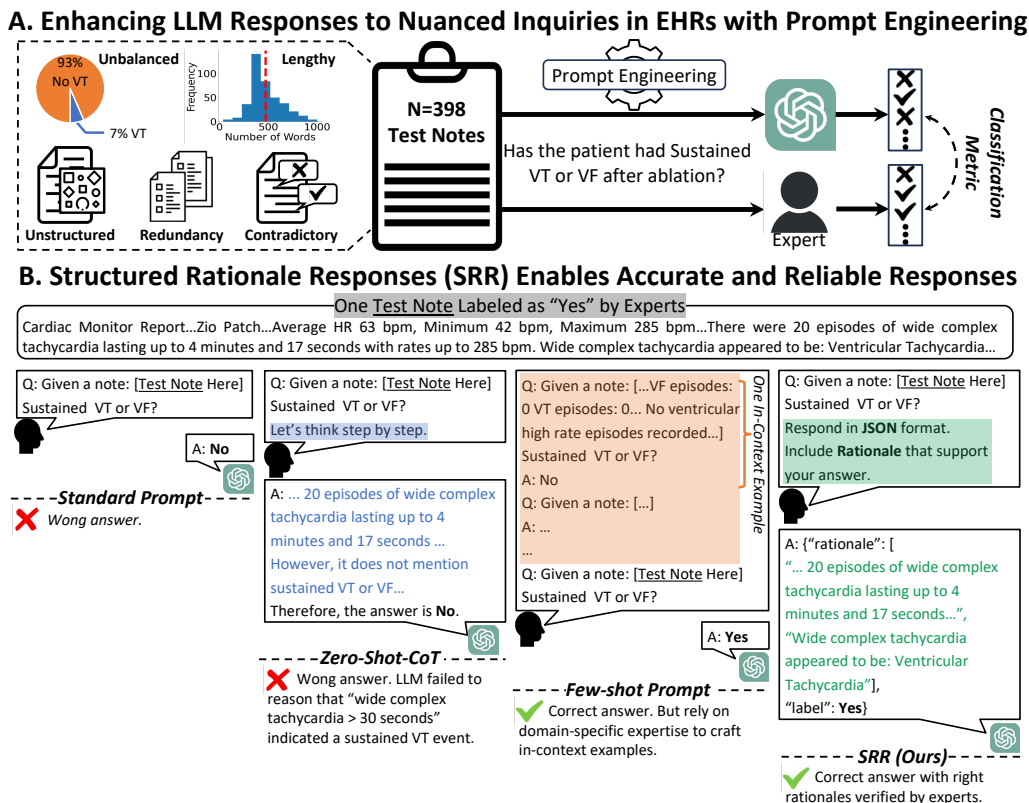 A. Enhancing LLM Responses to Nuanced Inquiries in EHRs with Prompt Engineering
93%
No VT
Unbalanced
7% VT
Lengthy
Frequency
100
50
0
0
500
1000
Number of Words
Unstructured
Redundancy
Contradictory
N=398
Test Notes
Prompt Engineering
Has the patient had Sustained
VT or VF after ablation?
Expert
Classification
Metric
B. Structured Rationale Responses (SRR) Enables Accurate and Reliable Responses
One Test Note Labeled as “Yes” by Experts
Cardiac Monitor Report...Zio Patch...Average HR 63 bpm, Minimum 42 bpm, Maximum 285 bpm...There were 20 episodes of wide complex
tachycardia lasting up to 4 minutes and 17 seconds with rates up to 285 bpm. Wide complex tachycardia appeared to be: Ventricular Tachycardia...
Q: Given a note: [Test Note Here]
Sustained VT or VF?
A: No
Standard Prompt
Wong answer.
Q: Given a note: [Test Note Here]
Sustained VT or VF?
Let’s think step by step.
A: ... 20 episodes of wide complex
tachycardia lasting up to 4
minutes and 17 seconds ...
However, it does not mention
sustained VT or VF...
Therefore, the answer is No.
Zero-Shot-CoT
Wong answer. LLM failed to
reason that “wide complex
tachycardia > 30 seconds”
indicated a sustained VT event.
Q: Given a note: [...VF episodes:
0 VT episodes: 0... No ventricular
high rate episodes recorded...]
Sustained VT or VF?
A: No
Q: Given a note: [...]
A: ...
...
One In-Context Example
Q: Given a note: [Test Note Here]
Sustained VT or VF?
A: Yes
Few-shot Prompt
Correct answer. But rely on
domain-specific expertise to craft
in-context examples.
Q: Given a note: [Test Note Here]
Sustained VT or VF?
Respond in JSON format.
Include Rationale that support
your answer.
A: {“rationale”: [
“... 20 episodes of wide complex
tachycardia lasting up to 4
minutes and 17 seconds...”,
“Wide complex tachycardia
appeared to be: Ventricular
Tachycardia”],
“label”: Yes}
SRR (Ours)
Correct answer with right
rationales verified by experts.